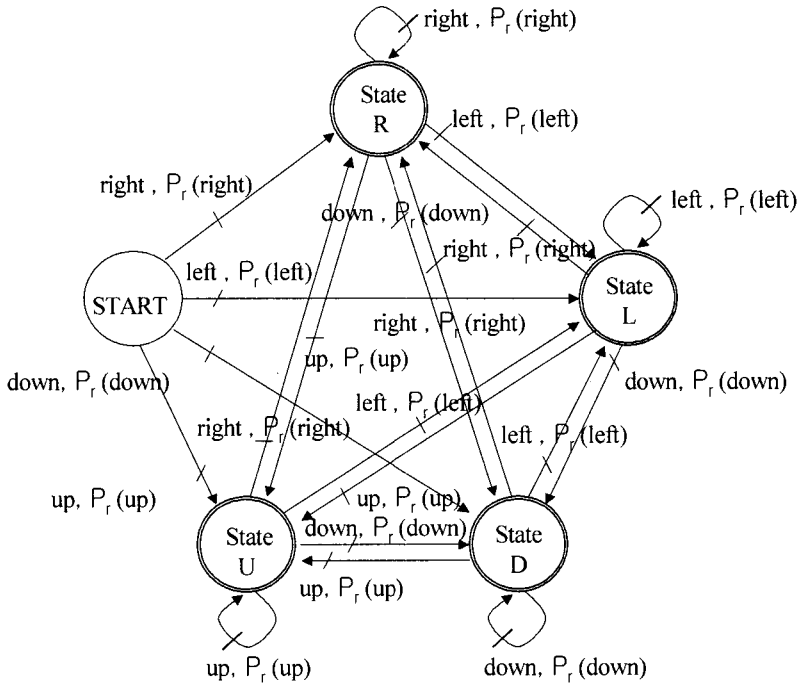 right , Pr (right)
State
R
left , Pr (left)
right , Pr (right)
left , Pr (left)
down , Pr (down)
right , Pr (right)
left , Pr (left)
START
State
L
right , Pr (right)
up, Pr (up)
down, Pr (down)
down, Pr (down)
left , Pr (left)
right , Pr (right)
left , Pr (left)
up, Pr (up)
up, Pr (up)
State
U
down, Pr (down)
State
D
up, Pr (up)
up, Pr (up)
down, Pr (down)